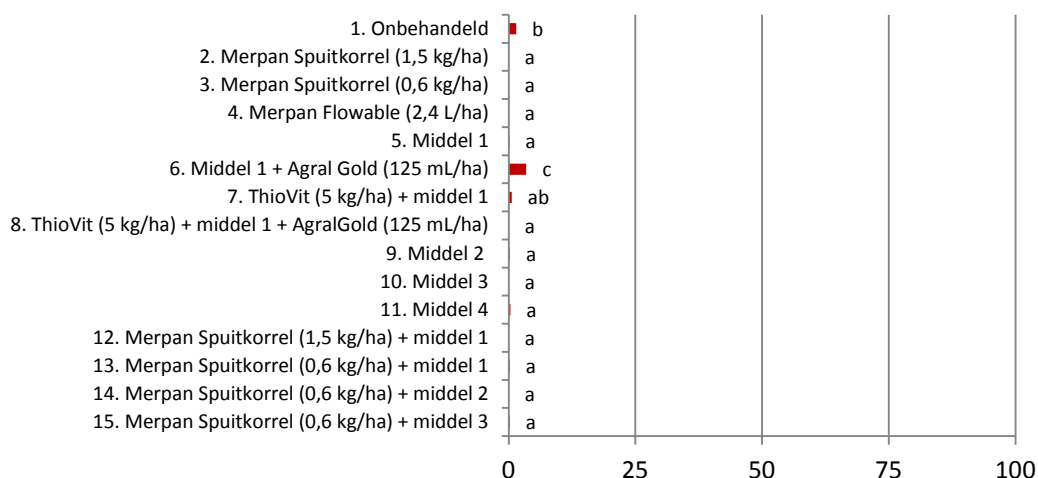 1. Onbehandeld b
2. Merpan Spuitkorrel (1,5 kg/ha) a
3. Merpan Spuitkorrel (0,6 kg/ha) a
4. Merpan Flowable (2,4 L/ha) a
5. Middel 1 a
6. Middel 1 + Agral Gold (125 mL/ha) c
7. ThioVit (5 kg/ha) + middel 1 ab
8. ThioVit (5 kg/ha) + middel 1 + AgralGold (125 mL/ha) a
9. Middel 2 a
10. Middel 3 a
11. Middel 4 a
12. Merpan Spuitkorrel (1,5 kg/ha) + middel 1 a
13. Merpan Spuitkorrel (0,6 kg/ha) + middel 1 a
14. Merpan Spuitkorrel (0,6 kg/ha) + middel 2 a
15. Merpan Spuitkorrel (0,6 kg/ha) + middel 3 a
0 25 50 75 100